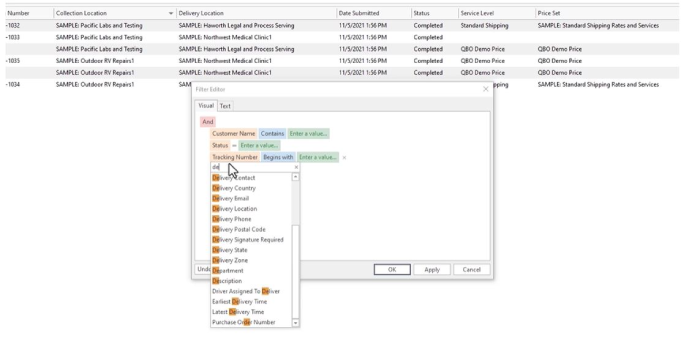 Number Collection Location Delivery Location Date Submitted Status Service Level Price Set
-1032 SAMPLE: Pacific Labs and Testing SAMPLE: Haworth Legal and Process Serving 11/5/2021 1:56 PM Completed Standard Shipping SAMPLE: Standard Shipping Rates and Services
-1033 SAMPLE: Pacific Labs and Testing SAMPLE: Northwest Medical Clinic1 11/5/2021 1:56 PM Completed
SAMPLE: Pacific Labs and Testing SAMPLE: Haworth Legal and Process Serving 11/5/2021 1:56 PM Completed QBO Demo Price QBO Demo Price
-1035 SAMPLE: Outdoor RV Repairs1 SAMPLE: Northwest Medical Clinic1 11/5/2021 1:56 PM Completed QBO Demo Price QBO Demo Price
SAMPLE: Outdoor RV Repairs1 SAMPLE: Northwest Medical Clinic1 11/5/2021 1:56 PM Completed QBO Demo Price QBO Demo Price
-1034 SAMPLE: Outdoor RV Repairs1 SAM pping SAMPLE: Standard Shipping Rates and Services
Filter Editor
Visual Text
And
Customer Name Contains Enter a value...
Status = Enter a value...
Tracking Number Begins with Enter a value... ×
de ×
Delivery Contact
Delivery Country
Delivery Email
Delivery Location
Delivery Phone
Delivery Postal Code
Delivery Signature Required
Delivery State
Delivery Zone
Und Department OK Apply Cancel
Description
Driver Assigned To Deliver
Earliest Delivery Time
Latest Delivery Time
Purchase Order Number